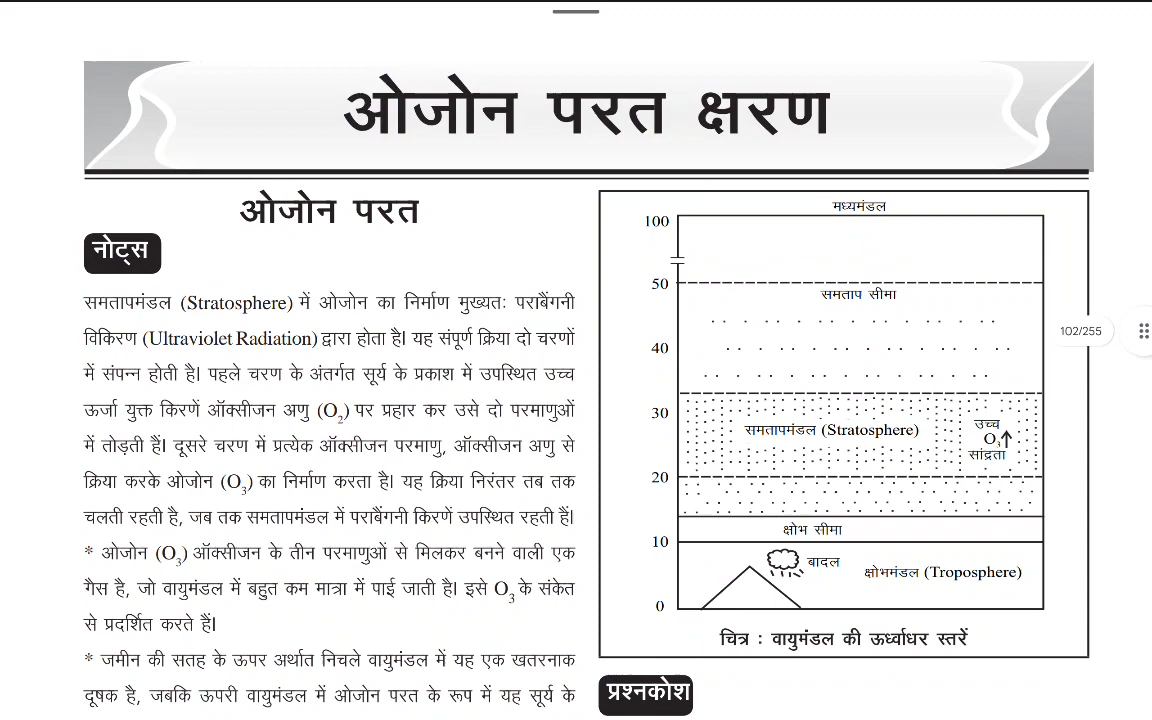 ओजोन परत क्षरण
ओजोन परत
नोट्स
समतापमंडल (Stratosphere) में ओजोन का निर्माण मुख्यतः पराबैंगनी
विकिरण (Ultraviolet Radiation) द्वारा होता है। यह संपूर्ण क्रिया दो चरणों
में संपन्न होती है। पहले चरण के अंतर्गत सूर्य के प्रकाश में उपस्थित उच्च
ऊर्जा युक्त किरणें ऑक्सीजन अणु (O₂) पर प्रहार कर उसे दो परमाणुओं
में तोड़ती हैं। दूसरे चरण में प्रत्येक ऑक्सीजन परमाणु, ऑक्सीजन अणु से
क्रिया करके ओजोन (O₃) का निर्माण करता है। यह क्रिया निरंतर तब तक
चलती रहती है, जब तक समतापमंडल में पराबैंगनी किरणें उपस्थित रहती हैं।
* ओजोन (O₃) ऑक्सीजन के तीन परमाणुओं से मिलकर बनने वाली एक
गैस है, जो वायुमंडल में बहुत कम मात्रा में पाई जाती है। इसे O₃ के संकेत
से प्रदर्शित करते हैं।
* जमीन की सतह के ऊपर अर्थात निचले वायुमंडल में यह एक खतरनाक
दूषक है, जबकि ऊपरी वायुमंडल में ओजोन परत के रूप में यह सूर्य के
मध्यमंडल
100
50
समताप सीमा
40
30
समतापमंडल (Stratosphere)
उच्च
O₃↑
सांद्रता
20
क्षोभ सीमा
10
बादल
क्षोभमंडल (Troposphere)
0
चित्र : वायुमंडल की ऊर्ध्वाधर स्तरें
प्रश्नकोश
102/255